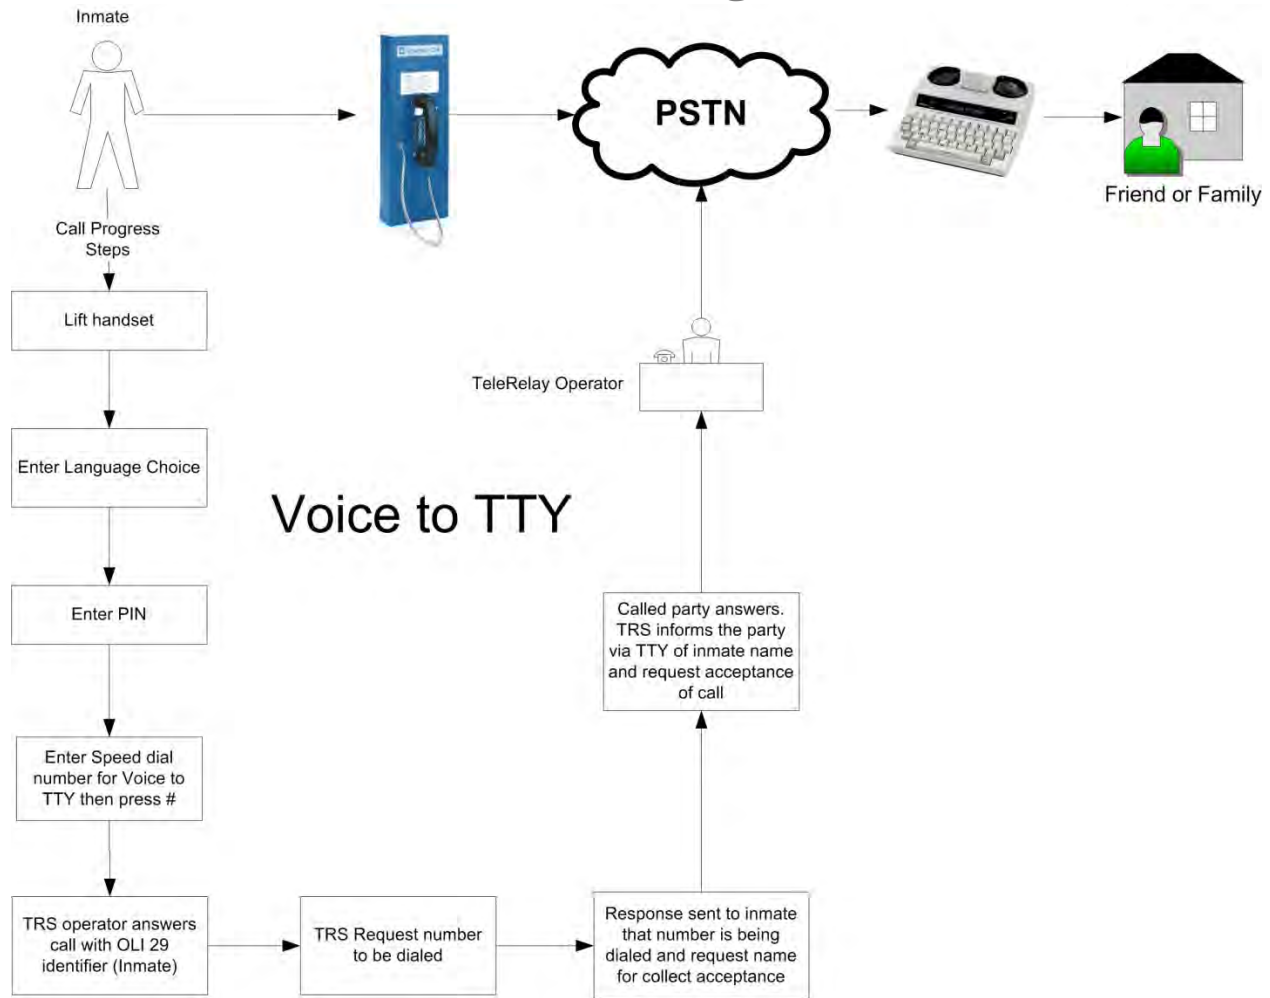 Inmate
PSTN
Friend or Family
Call Progress
Steps
Lift handset
TeleRelay Operator
Enter Language Choice
Voice to TTY
Enter PIN
Called party answers.
TRS informs the party
via TTY of inmate name
and request acceptance
of call
Enter Speed dial
number for Voice to
TTY then press #
TRS operator answers
call with OLI 29
identifier (Inmate)
TRS Request number
to be dialed
Response sent to inmate
that number is being
dialed and request name
for collect acceptance